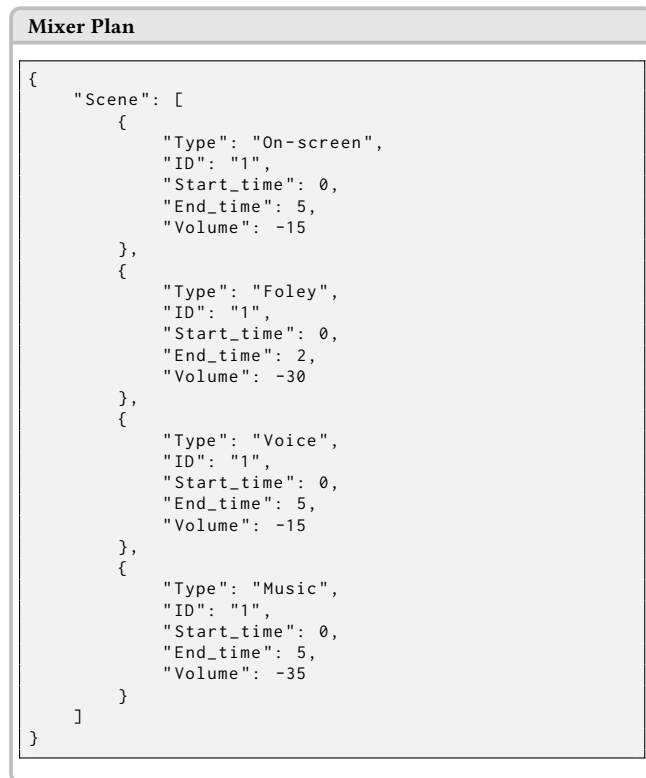 Mixer Plan
{
    "Scene": [
        {
            "Type": "On-screen",
            "ID": "1",
            "Start_time": 0,
            "End_time": 5,
            "Volume": -15
        },
        {
            "Type": "Foley",
            "ID": "1",
            "Start_time": 0,
            "End_time": 2,
            "Volume": -30
        },
        {
            "Type": "Voice",
            "ID": "1",
            "Start_time": 0,
            "End_time": 5,
            "Volume": -15
        },
        {
            "Type": "Music",
            "ID": "1",
            "Start_time": 0,
            "End_time": 5,
            "Volume": -35
        }
    ]
}